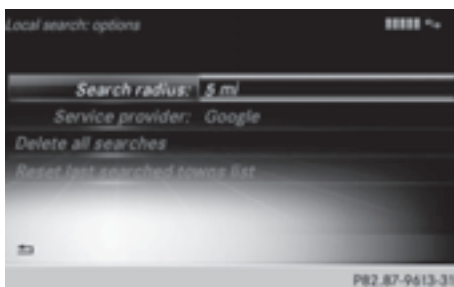 Local search: options
Search radius: 5 mi
Service provider: Google
Delete all searches
Reset last searched towns list
P82.87-9613-31